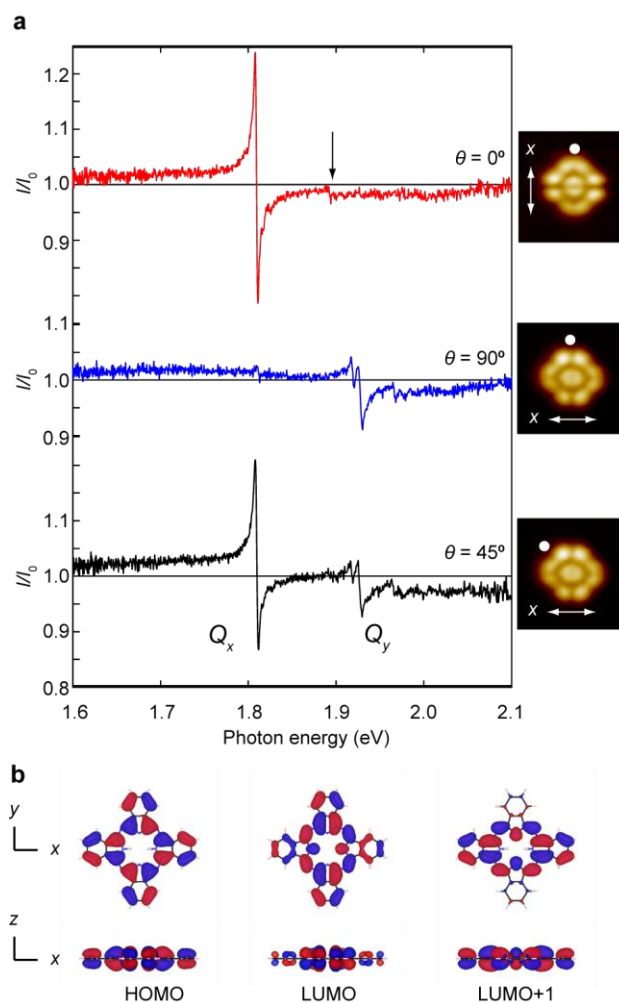 a
1.2
1.1
1.0
0.9
I/I0
θ = 0º
x
1.1
1.0
0.9
I/I0
θ = 90º
x
1.1
1.0
0.9
0.8
I/I0
θ = 45º
x
Qx
Qy
1.6 1.7 1.8 1.9 2.0 2.1
Photon energy (eV)
b
y
x
z
x
HOMO LUMO LUMO+1